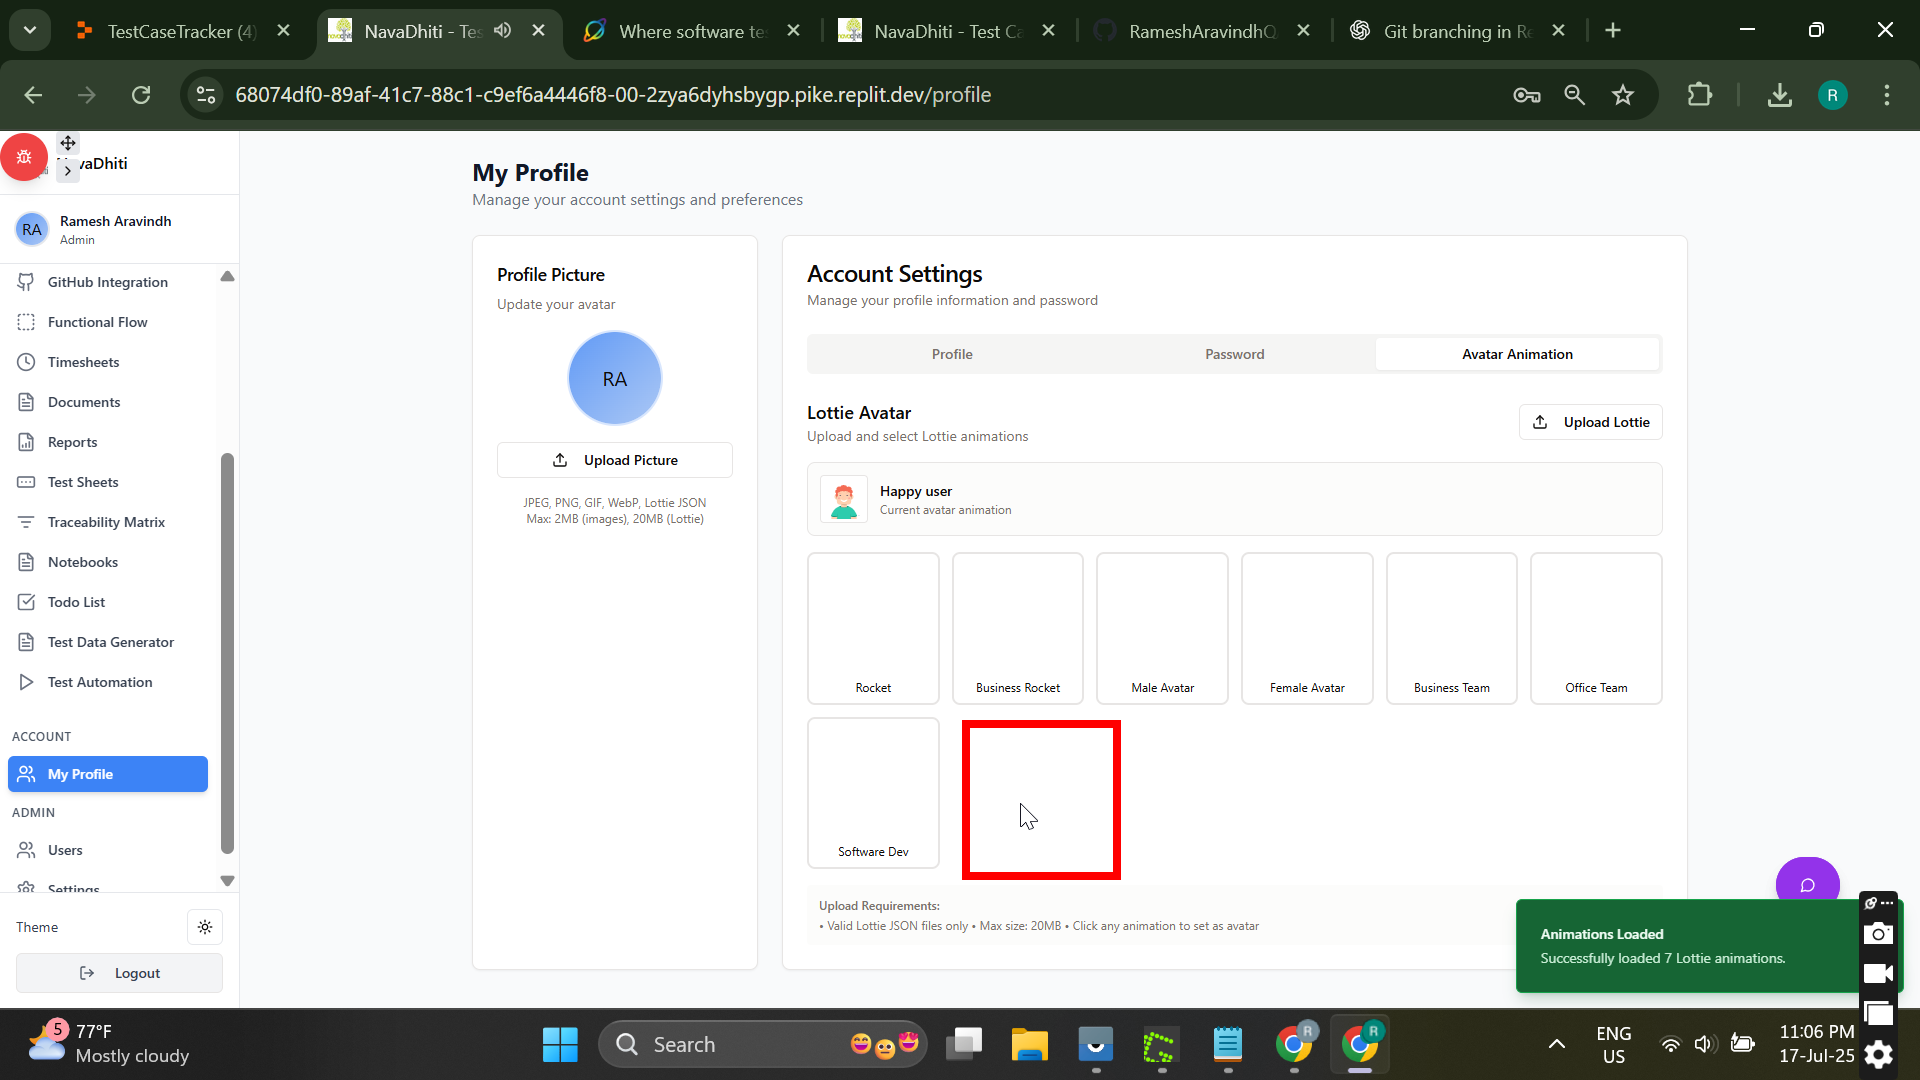 TestCaseTracker (4)
NavaDhiti - Tes
Where software te
NavaDhiti - Test Ca
RameshAravindhQ
Git branching in Re
68074df0-89af-41c7-88c1-c9ef6a4446f8-00-2zya6dyhsbygp.pike.replit.dev/profile
R
vaDhiti
RA
Ramesh Aravindh
Admin
GitHub Integration
Functional Flow
Timesheets
Documents
Reports
Test Sheets
Traceability Matrix
Notebooks
Todo List
Test Data Generator
Test Automation
ACCOUNT
My Profile
ADMIN
Users
Settings
Theme
Logout
My Profile
Manage your account settings and preferences
Profile Picture
Update your avatar
RA
Upload Picture
JPEG, PNG, GIF, WebP, Lottie JSON
Max: 2MB (images), 20MB (Lottie)
Account Settings
Manage your profile information and password
Profile
Password
Avatar Animation
Lottie Avatar
Upload and select Lottie animations
Upload Lottie
Happy user
Current avatar animation
Rocket
Business Rocket
Male Avatar
Female Avatar
Business Team
Office Team
Software Dev
Upload Requirements:
• Valid Lottie JSON files only • Max size: 20MB • Click any animation to set as avatar
Animations Loaded
Successfully loaded 7 Lottie animations.
5
77°F
Mostly cloudy
Search
R
R
ENG
US
11:06 PM
17-Jul-25